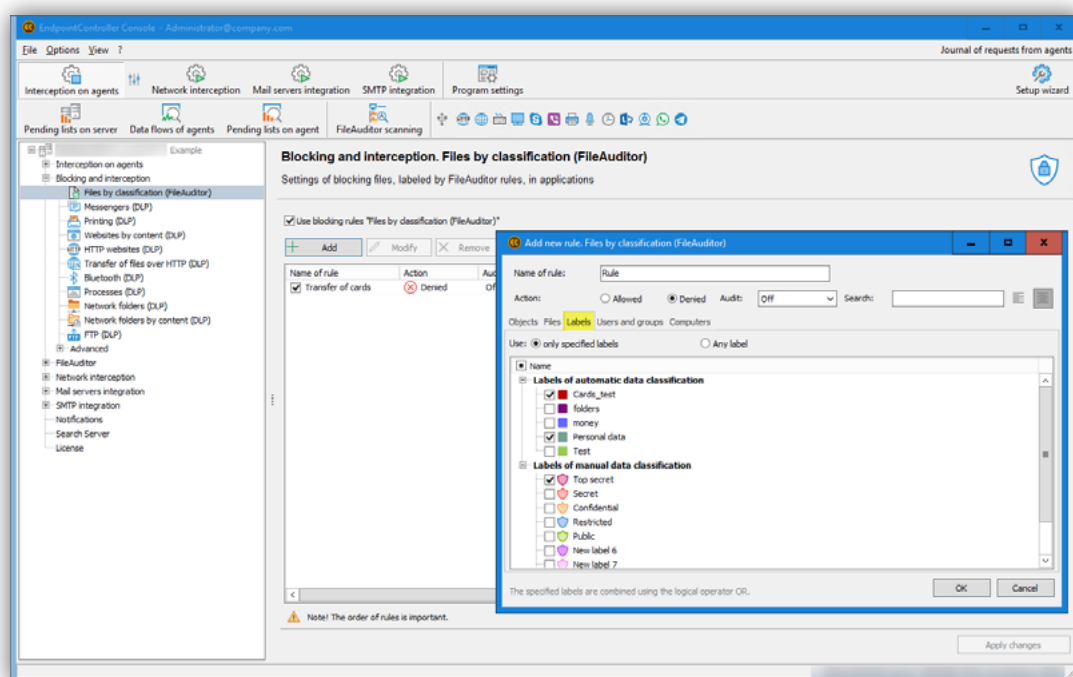 EndpointController Console - Administrator@company.com
File Options View ? Journal of requests from agents
Interception on agents Network interception Mail servers integration SMTP integration Program settings Setup wizard
Pending lists on server Data flows of agents Pending lists on agent FileAuditor scanning
Example
Interception on agents
Blocking and interception
Files by classification (FileAuditor)
Messengers (DLP)
Printing (DLP)
Websites by content (DLP)
HTTP websites (DLP)
Transfer of files over HTTP (DLP)
Bluetooth (DLP)
Processes (DLP)
Network folders (DLP)
Network folders by content (DLP)
FTP (DLP)
Advanced
FileAuditor
Network interception
Mail servers integration
SMTP integration
Notifications
Search Server
License
Blocking and interception. Files by classification (FileAuditor)
Settings of blocking files, labeled by FileAuditor rules, in applications
Use blocking rules "Files by classification (FileAuditor)"
Add Modify Remove
Name of rule Action Aud
Transfer of cards Denied Of
Note! The order of rules is important.
Apply changes
Add new rule. Files by classification (FileAuditor)
Name of rule: Rule
Action: Allowed Denied Audit: Off Search:
Objects Files Labels Users and groups Computers
Use: only specified labels Any label
Name
Labels of automatic data classification
Cards_test
folders
money
Personal data
Test
Labels of manual data classification
Top secret
Secret
Confidential
Restricted
Public
New label 6
New label 7
The specified labels are combined using the logical operator OR.
OK Cancel